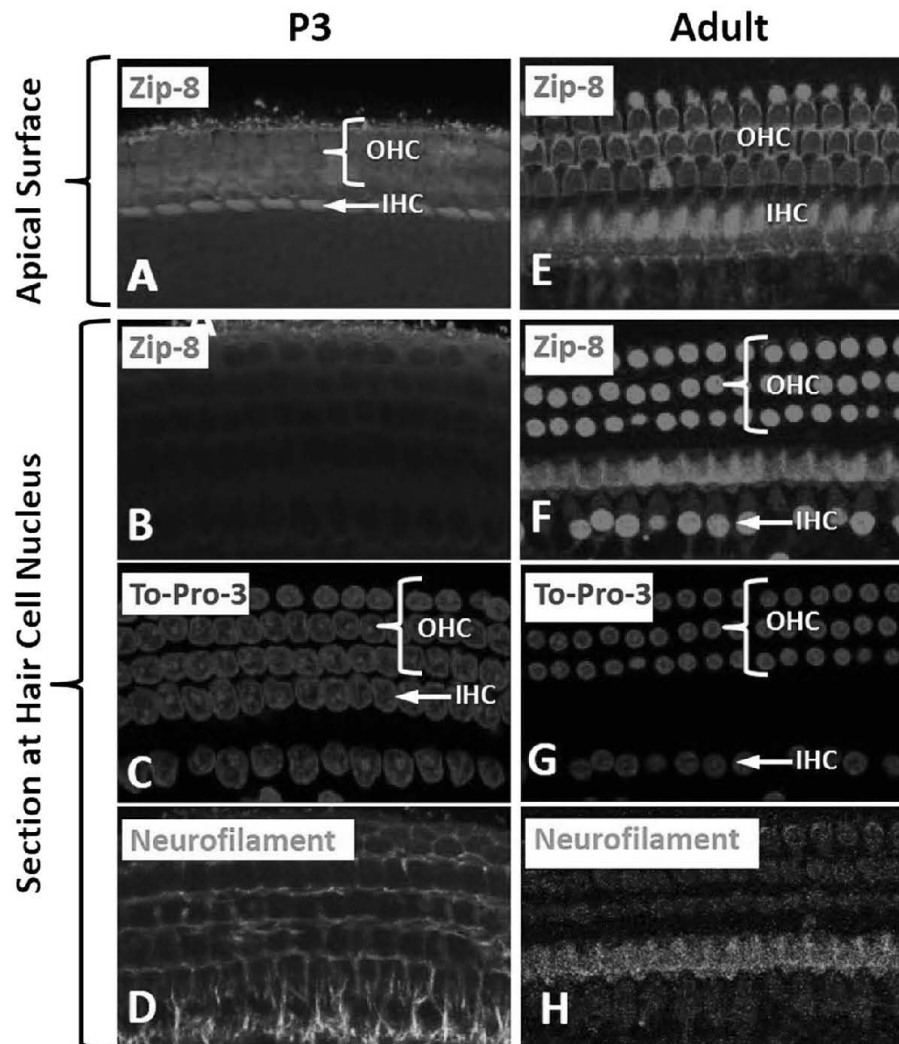 P3
Adult
Apical Surface
Section at Hair Cell Nucleus
Zip-8
OHC
IHC
A
Zip-8
OHC
IHC
E
A
Zip-8
B
Zip-8
OHC
IHC
F
To-Pro-3
OHC
IHC
C
To-Pro-3
OHC
IHC
G
Neurofilament
D
Neurofilament
H